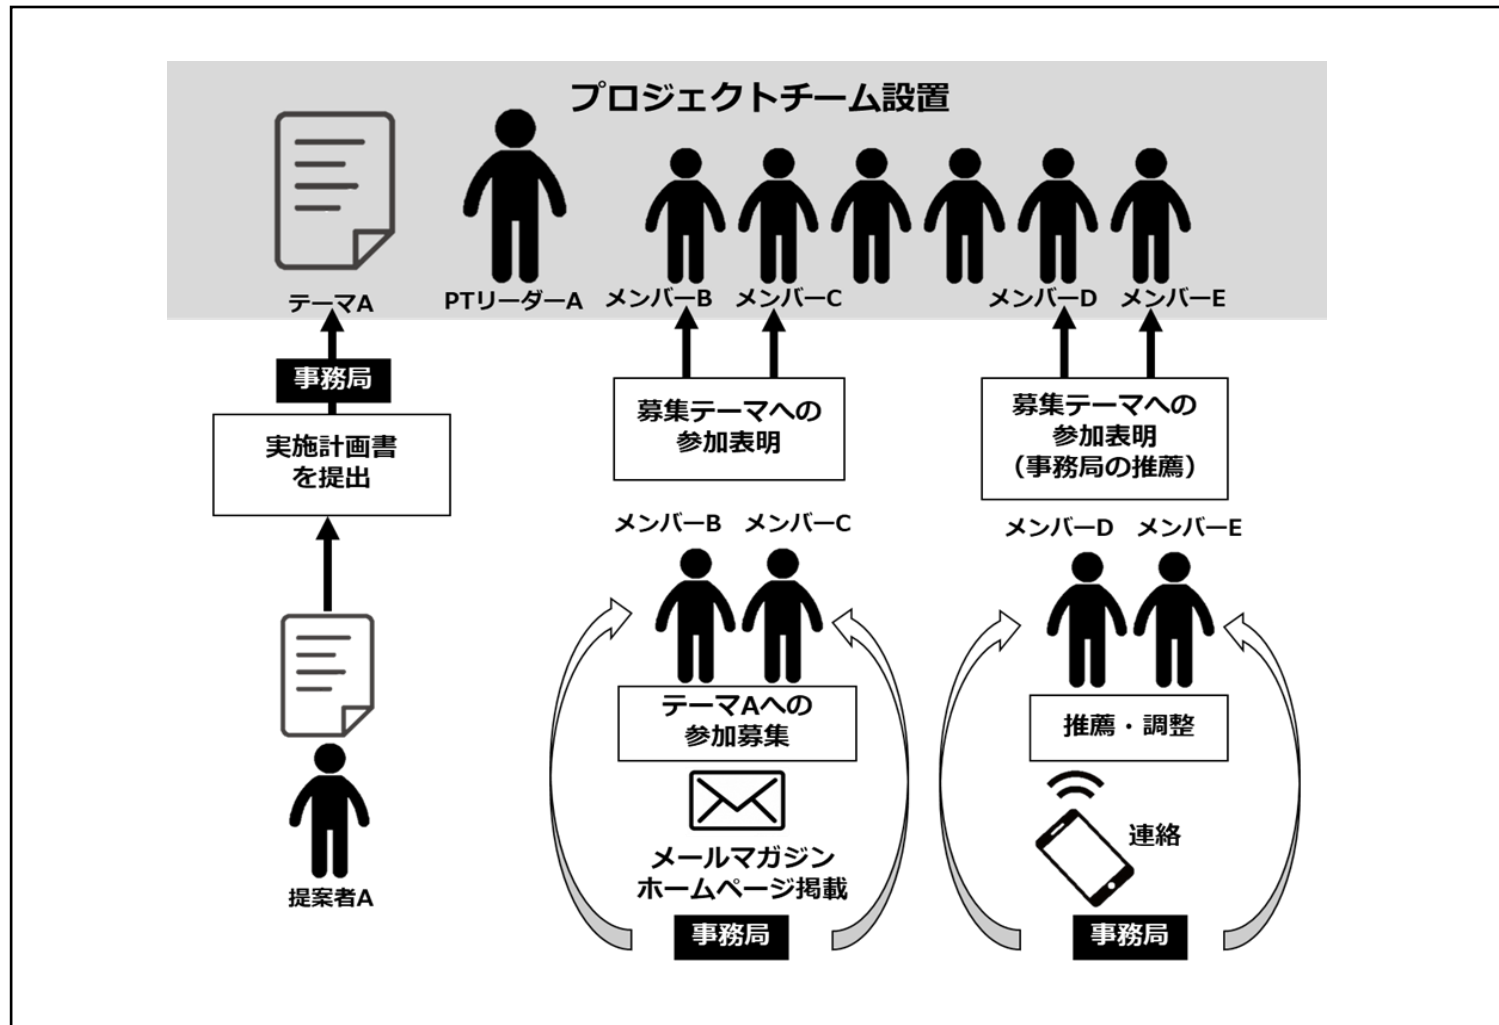 プロジェクトチーム設置
テーマA
PTリーダーA
メンバーB
メンバーC
メンバーD
メンバーE
事務局
実施計画書
を提出
提案者A
募集テーマへの
参加表明
メンバーB
メンバーC
テーマAへの
参加募集
メールマガジン
ホームページ掲載
事務局
募集テーマへの
参加表明
（事務局の推薦）
メンバーD
メンバーE
推薦・調整
連絡
事務局